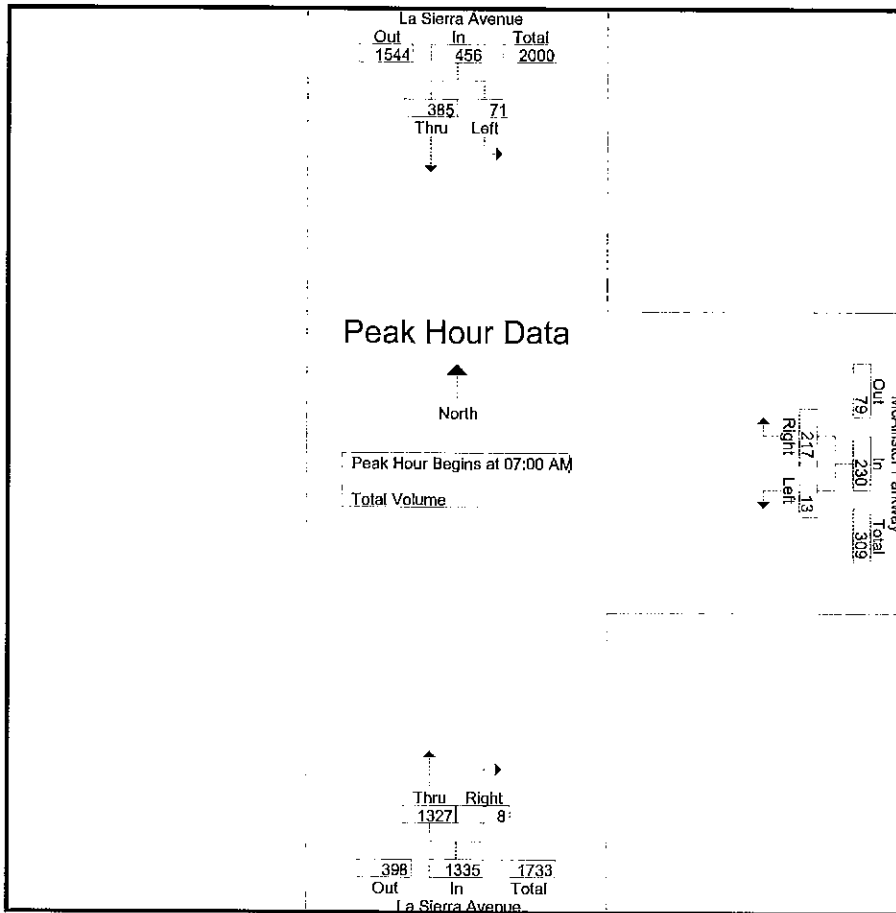 La Sierra Avenue
Out In Total
1544 456 2000
385 71
Thru Left
Peak Hour Data
North
Peak Hour Begins at 07:00 AM
Total Volume
Out In Total
79 230 309
217 13
Right Left
Parkway
Thru Right
1327 8
398 1335 1733
Out In Total
La Sierra Avenue